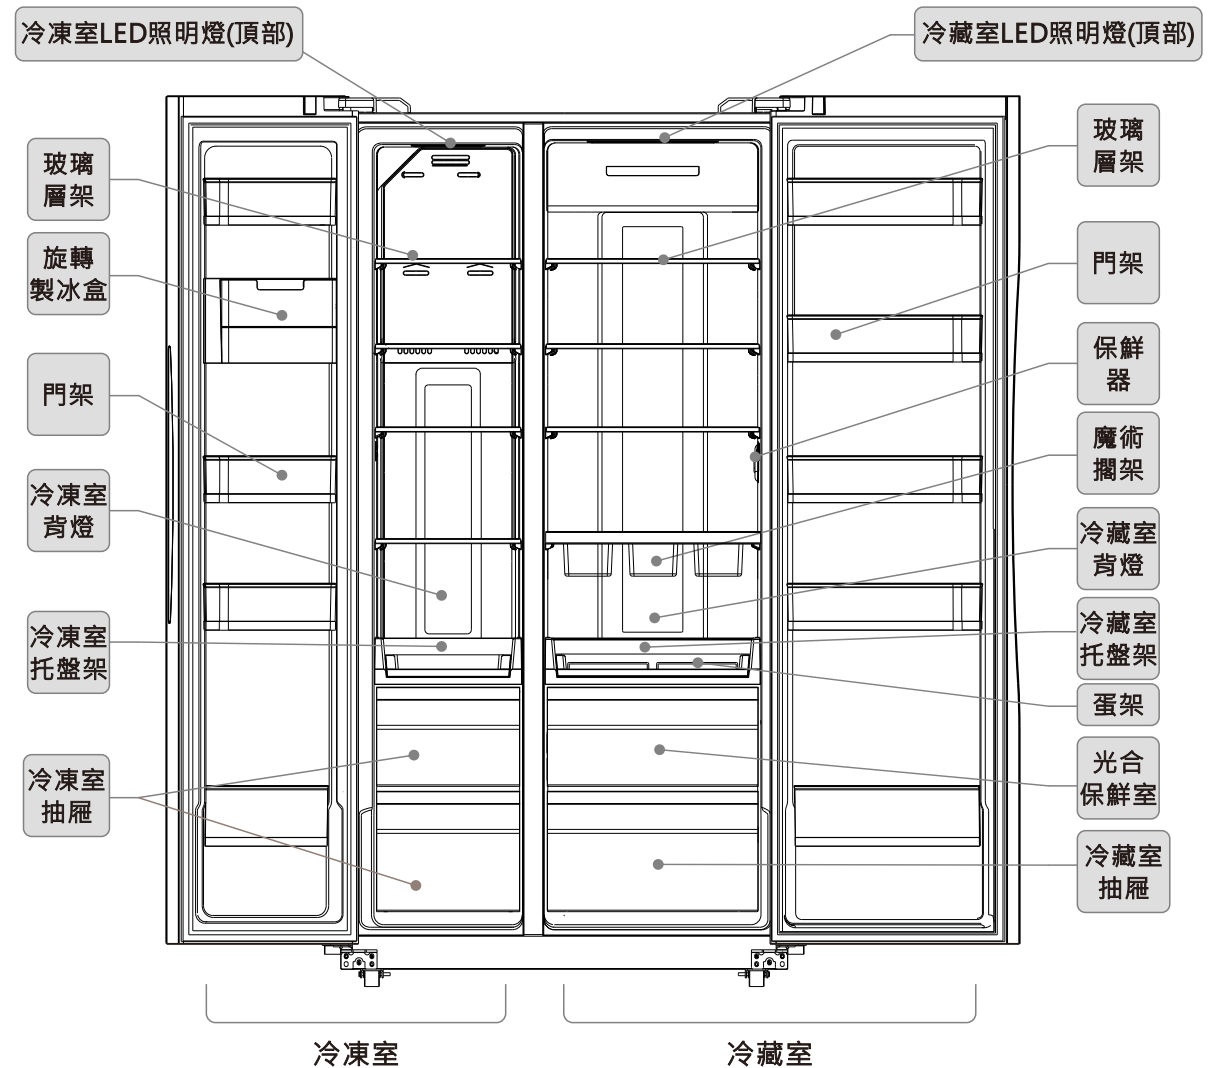 冷凍室LED照明燈(頂部)
冷藏室LED照明燈(頂部)
玻璃
層架
旋轉
製冰盒
門架
冷凍室
背燈
冷凍室
托盤架
冷凍室
抽屜
玻璃
層架
門架
保鮮
器
魔術
擱架
冷藏室
背燈
冷藏室
托盤架
蛋架
光合
保鮮室
冷藏室
抽屜
冷凍室
冷藏室